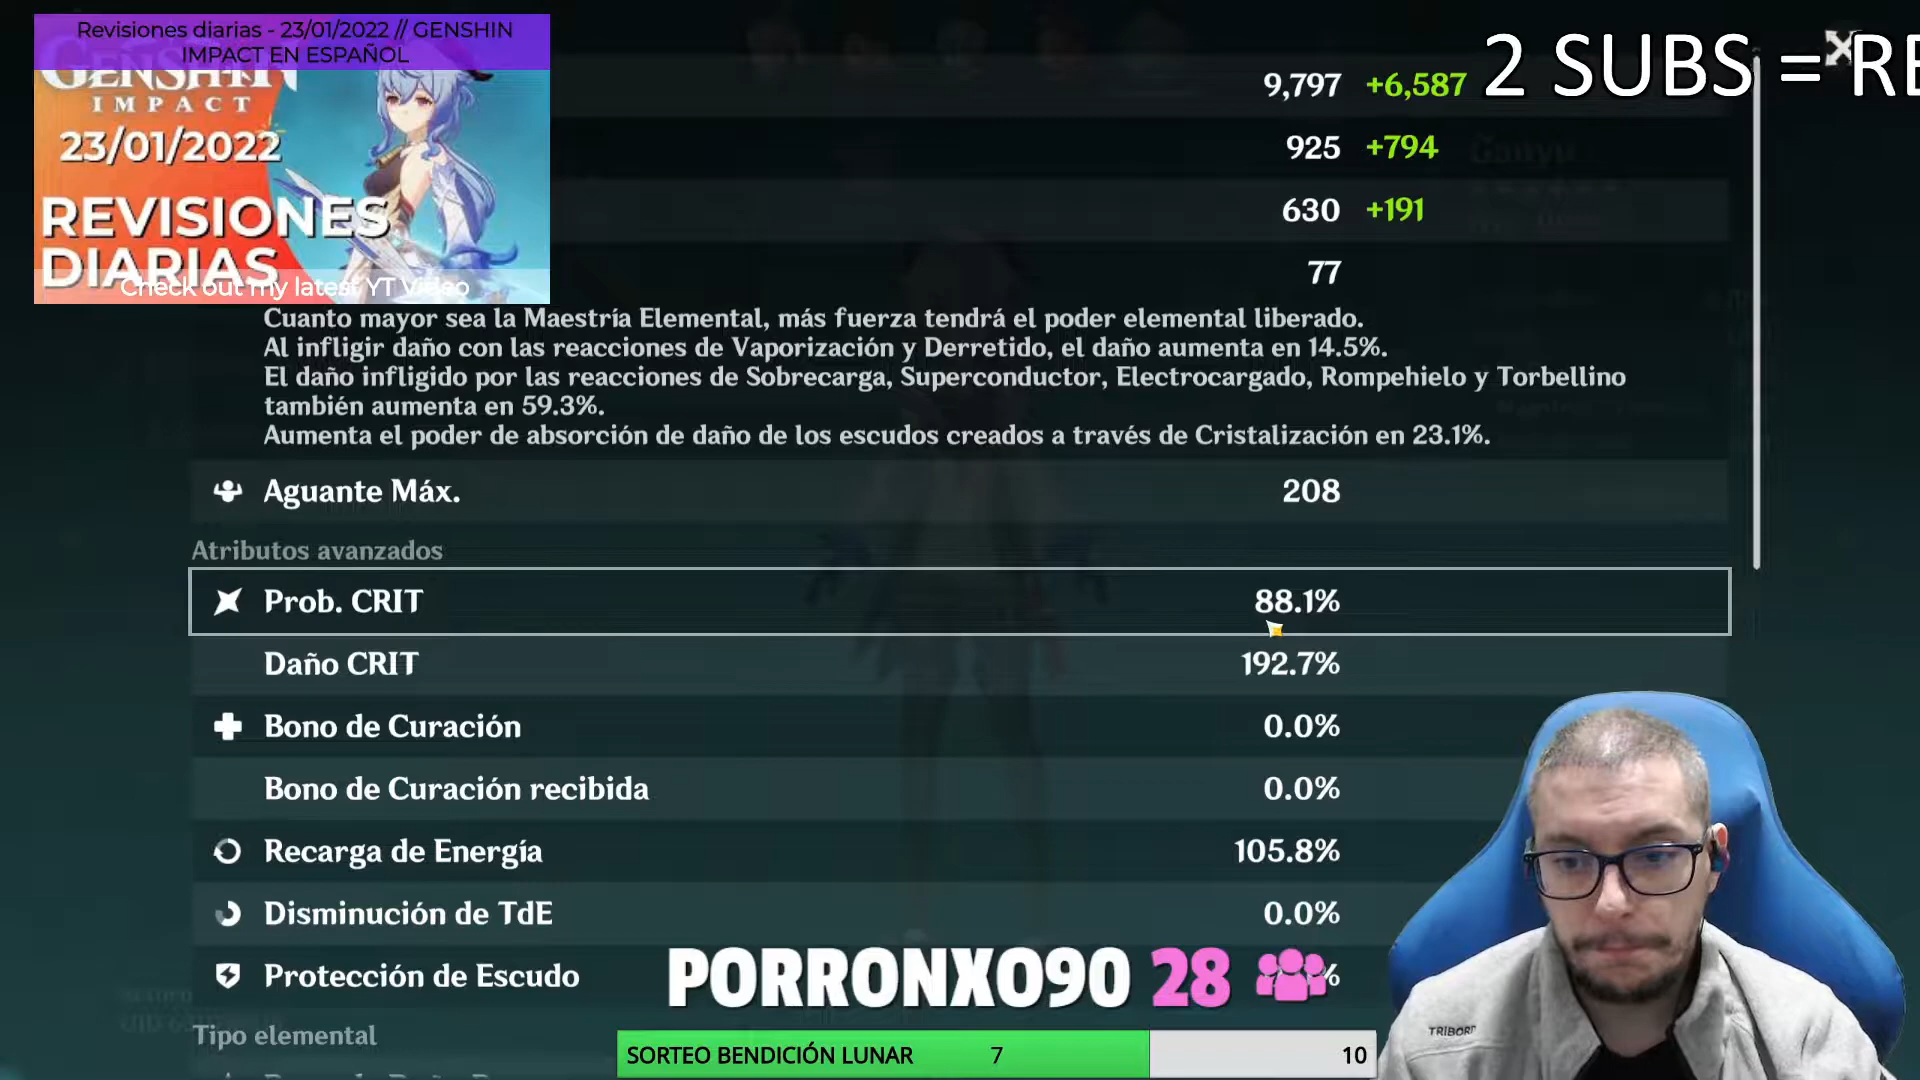 Revisiones diarias - 23/01/2022 // GENSHIN
IMPACT EN ESPAÑOL
GENSHIN
IMPACT
23/01/2022
REVISIONES
DIARIAS
Check out my latest YT Video
2 SUBS = RE
9,797 +6,587
925 +794
630 +191
77
Cuanto mayor sea la Maestría Elemental, más fuerza tendrá el poder elemental liberado.
Al infligir daño con las reacciones de Vaporización y Derretido, el daño aumenta en 14.5%.
El daño infligido por las reacciones de Sobrecarga, Superconductor, Electrocargado, Rompehielo y Torbellino
también aumenta en 59.3%.
Aumenta el poder de absorción de daño de los escudos creados a través de Cristalización en 23.1%.
Aguante Máx. 208
Atributos avanzados
Prob. CRIT 88.1%
Daño CRIT 192.7%
Bono de Curación 0.0%
Bono de Curación recibida 0.0%
Recarga de Energía 105.8%
Disminución de TdE 0.0%
Protección de Escudo %
PORRONXO90 28
Tipo elemental
SORTEO BENDICIÓN LUNAR 7 10
TRIBORD